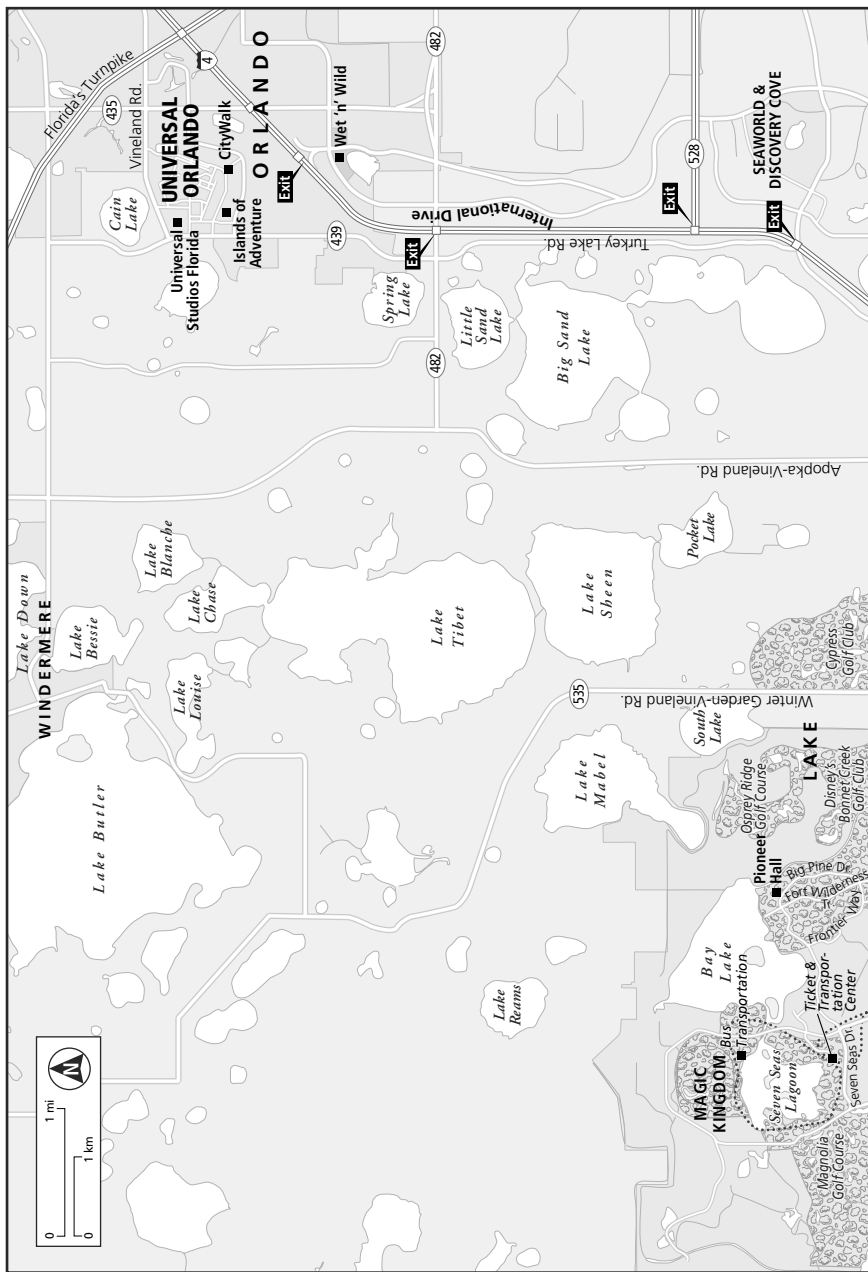 0
1 mi
0
1 km
N
Lake Butler
WINDERMERE
Lake Down
Lake
Bessie
Lake
Blanche
Lake
Chase
Lake
Louise
Lake
Tibet
Lake
Sheen
Pocket
Lake
Lake
Mabel
South
Lake
Lake
Reams
Bay
Lake
535
Winter Garden-Vineland Rd.
Apopka-Vineland Rd.
Florida's Turnpike
435
Vineland Rd.
4
Cain
Lake
UNIVERSAL
ORLANDO
Universal
Studios Florida
CityWalk
Islands of
Adventure
ORLANDO
439
Exit
Wet 'n' Wild
482
482
Exit
International Drive
Turkey Lake Rd.
Spring
Lake
Little
Sand
Lake
Big Sand
Lake
528
Exit
Exit
SEAWORLD &
DISCOVERY COVE
MAGIC
KINGDOM
Bus
Transportation
Seven Seas
Lagoon
Magnolia
Golf Course
Seven Seas Dr.
Ticket &
Transpor-
tation
Center
Pioneer
Hall
Big Pine Dr.
Fort Wilderness
Tr.
Frontier Way
Osprey Ridge
Golf Course
LAKE
Disney's
Bonnet Creek
Golf Club
Cypress
Golf Club